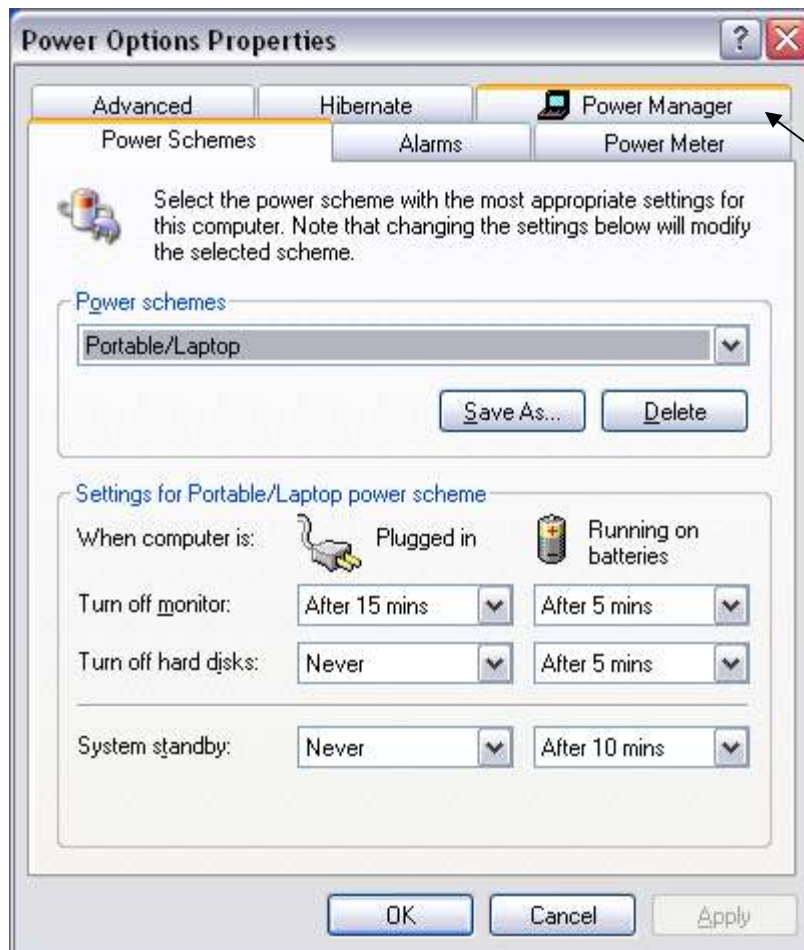 Power Options Properties
Advanced Hibernate Power Manager
Power Schemes Alarms Power Meter
Select the power scheme with the most appropriate settings for
this computer. Note that changing the settings below will modify
the selected scheme.
Power schemes
Portable/Laptop
Save As... Delete
Settings for Portable/Laptop power scheme
When computer is: Plugged in Running on
batteries
Turn off monitor: After 15 mins After 5 mins
Turn off hard disks: Never After 5 mins
System standby: Never After 10 mins
OK Cancel Apply